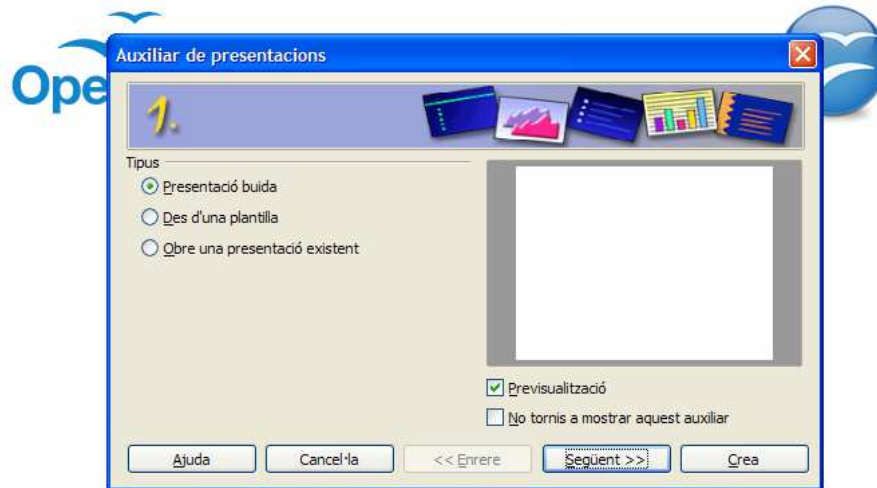 Ope
Auxiliar de presentacions
1.
Tipus
Presentació buida
Des d'una plantilla
Obre una presentació existent
Previsualització
No tornis a mostrar aquest auxiliar
Ajuda
Cancel·la
<< Enrere
Següent >>
Crea